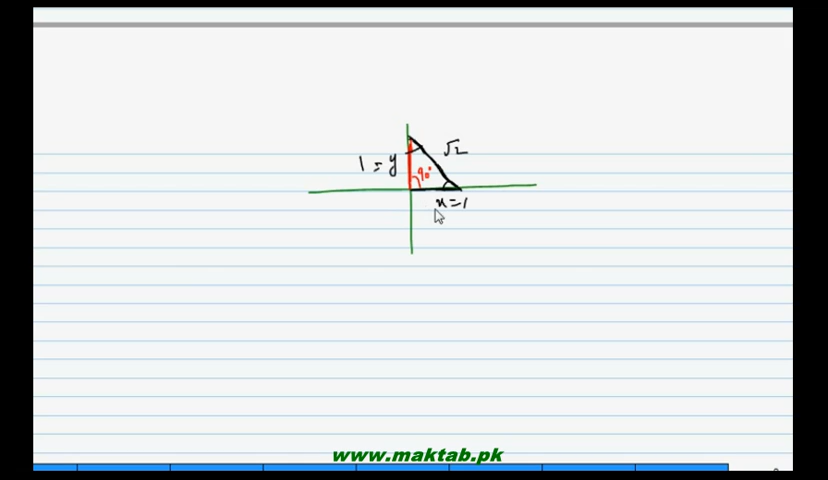 √2
1 = y
90°
x=1
www.maktab.pk